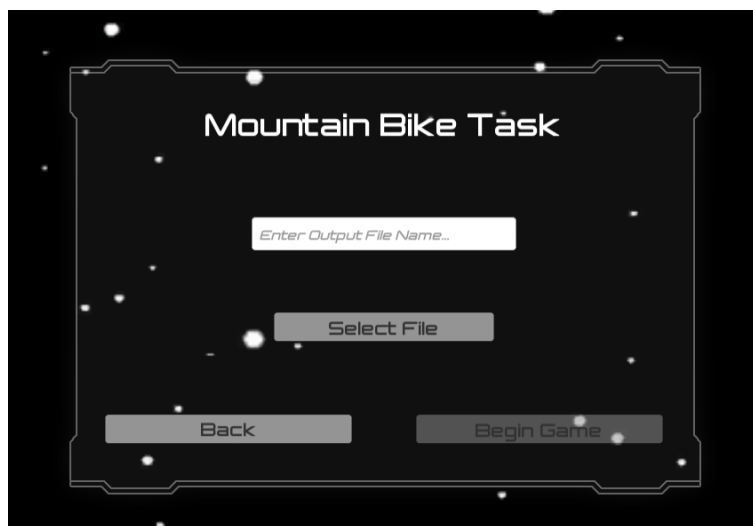 Mountain Bike Task
Enter Output File Name...
Select File
Back
Begin Game